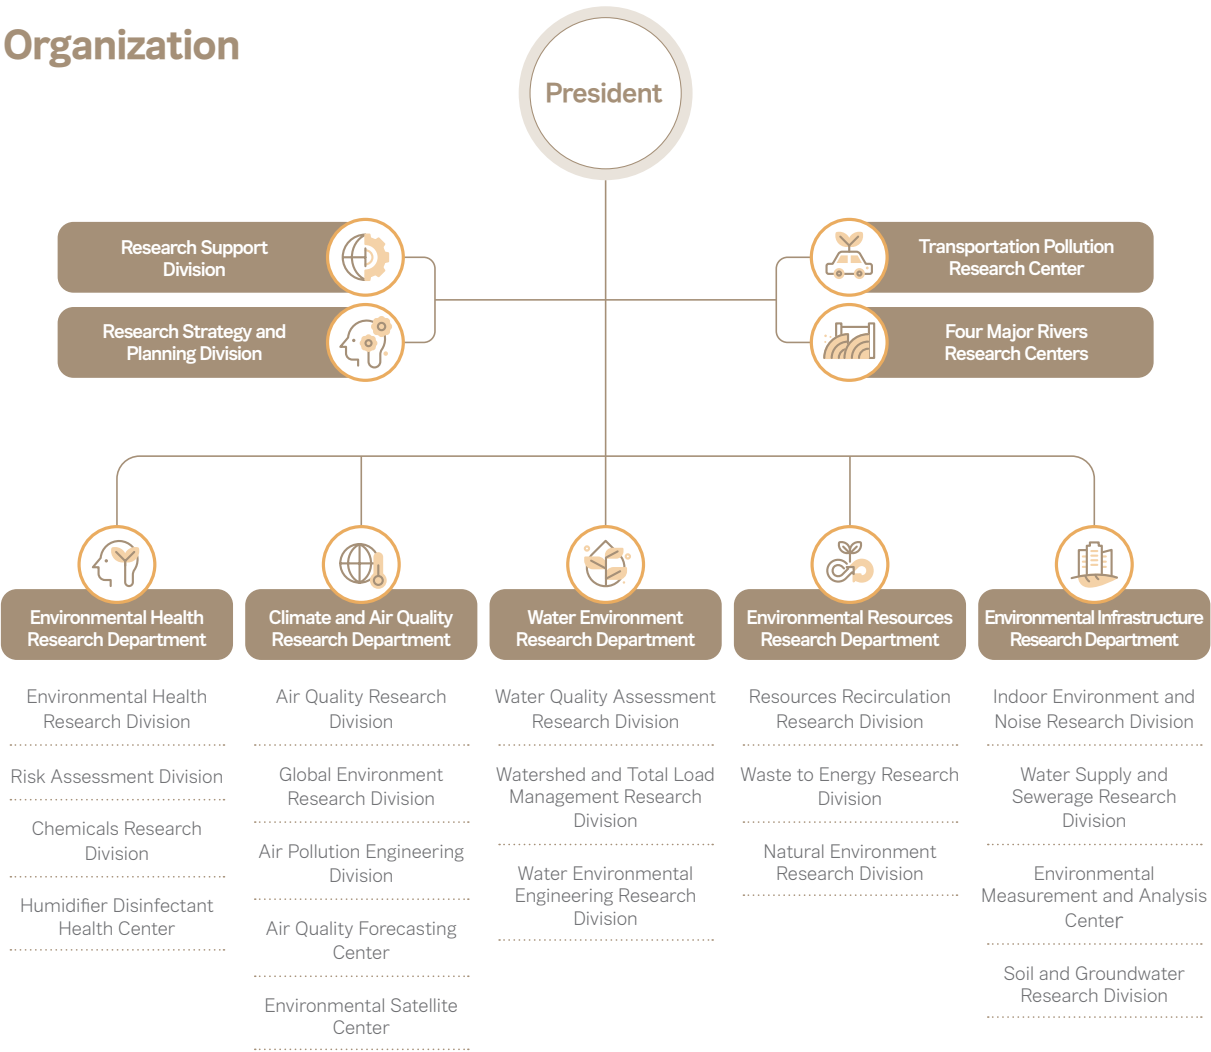 Organization
President
Research Support
Division
Research Strategy and
Planning Division
Transportation Pollution
Research Center
Four Major Rivers
Research Centers
Environmental Health
Research Department
Environmental Health
Research Division
Risk Assessment Division
Chemicals Research
Division
Humidifier Disinfectant
Health Center
Climate and Air Quality
Research Department
Air Quality Research
Division
Global Environment
Research Division
Air Pollution Engineering
Division
Air Quality Forecasting
Center
Environmental Satellite
Center
Water Environment
Research Department
Water Quality Assessment
Research Division
Watershed and Total Load
Management Research
Division
Water Environmental
Engineering Research
Division
Environmental Resources
Research Department
Resources Recirculation
Research Division
Waste to Energy Research
Division
Natural Environment
Research Division
Environmental Infrastructure
Research Department
Indoor Environment and
Noise Research Division
Water Supply and
Sewerage Research
Division
Environmental
Measurement and Analysis
Center
Soil and Groundwater
Research Division